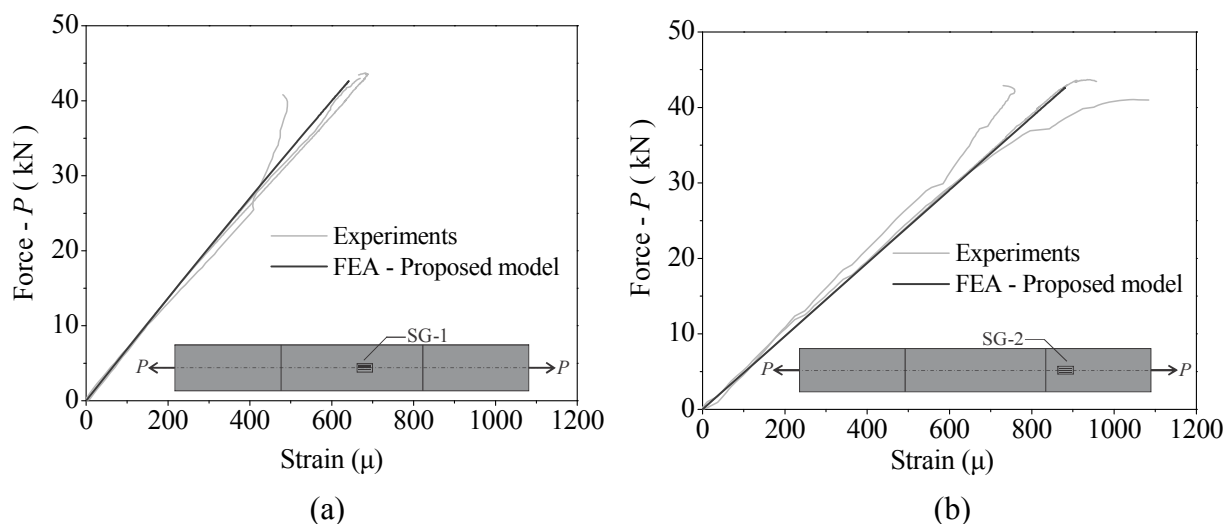 50
40
30
20
10
0
Force - P ( kN )
Experiments
FEA - Proposed model
SG-1
P
P
0 200 400 600 800 1000 1200
Strain (μ)
(a)
50
40
30
20
10
0
Force - P ( kN )
Experiments
FEA - Proposed model
SG-2
P
P
0 200 400 600 800 1000 1200
Strain (μ)
(b)